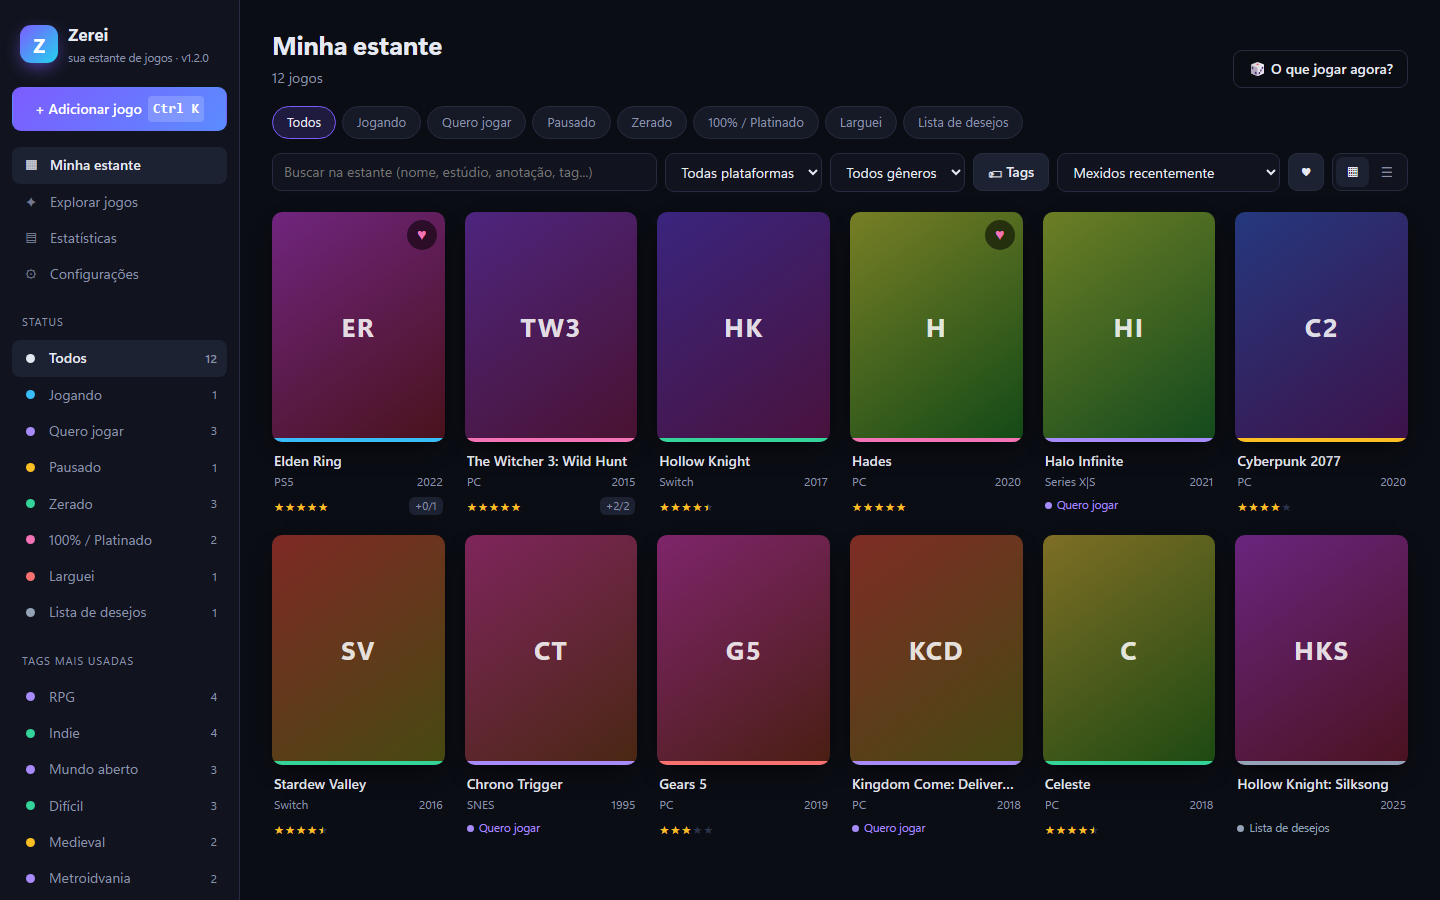 Z
Zerei
sua estante de jogos · v1.2.0
+ Adicionar jogo Ctrl K
Minha estante
Explorar jogos
Estatísticas
Configurações
STATUS
Todos 12
Jogando 1
Quero jogar 3
Pausado 1
Zerado 3
100% / Platinado 2
Larguei 1
Lista de desejos 1
TAGS MAIS USADAS
RPG 4
Indie 4
Mundo aberto 3
Difícil 3
Medieval 2
Metroidvania 2
Minha estante
12 jogos
O que jogar agora?
Todos Jogando Quero jogar Pausado Zerado 100% / Platinado Larguei Lista de desejos
Buscar na estante (nome, estúdio, anotação, tag...) Todas plataformas Todos gêneros Tags Mexidos recentemente
ER TW3 HK H HI C2
Elden Ring The Witcher 3: Wild Hunt Hollow Knight Hades Halo Infinite Cyberpunk 2077
PS5 2022 PC 2015 Switch 2017 PC 2020 Series X|S 2021 PC 2020
★★★★★ +0/1 ★★★★★ +2/2 ★★★★★ ★★★★★ Quero jogar ★★★★★
SV CT G5 KCD C HKS
Stardew Valley Chrono Trigger Gears 5 Kingdom Come: Deliver... Celeste Hollow Knight: Silksong
Switch 2016 SNES 1995 PC 2019 PC 2018 PC 2018 2025
★★★★★ Quero jogar ★★★★★ Quero jogar ★★★★★ Lista de desejos